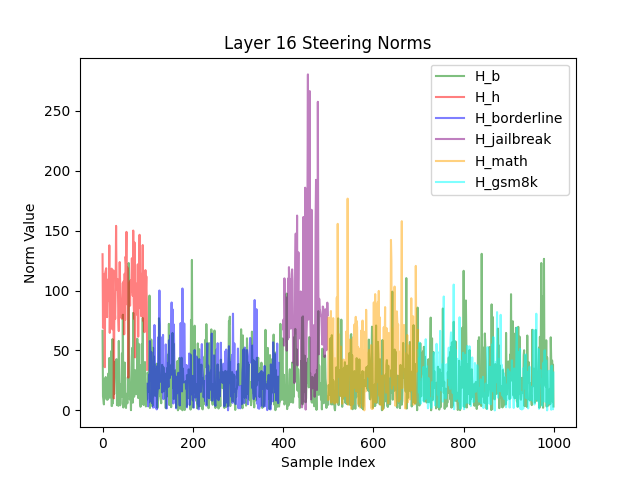 Layer 16 Steering Norms
H_b
H_h
H_borderline
H_jailbreak
H_math
H_gsm8k
Norm Value
250
200
150
100
50
0
0 200 400 600 800 1000
Sample Index